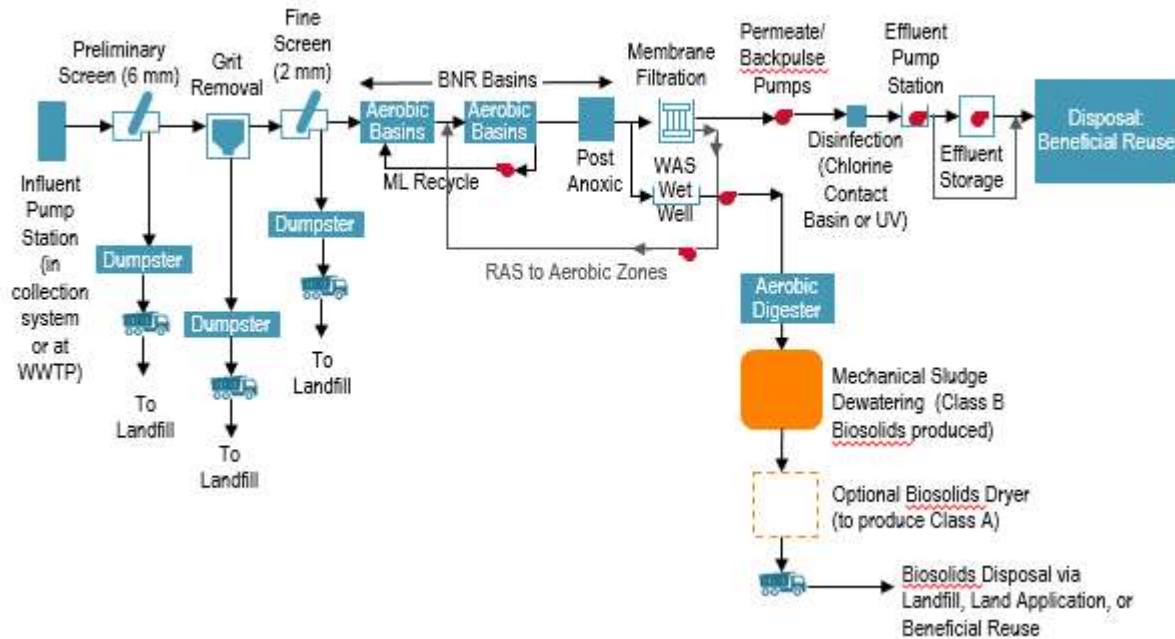 Preliminary
Screen (6 mm)
Grit
Removal
Fine
Screen
(2 mm)
BNR Basins
Membrane
Filtration
Permeate/
Backpulse
Pumps
Effluent
Pump
Station
Aerobic
Basins
Aerobic
Basins
ML Recycle
Post
Anoxic
WAS
Wet
Well
Disinfection
(Chlorine
Contact
Basin or UV)
Effluent
Storage
Disposal:
Beneficial Reuse
Influent
Pump
Station
(in
collection
system
or at
WWTP)
Dumpster
Dumpster
Dumpster
RAS to Aerobic Zones
To
Landfill
To
Landfill
To
Landfill
Aerobic
Digester
Mechanical Sludge
Dewatering (Class B
Biosolids produced)
Optional Biosolids Dryer
(to produce Class A)
Biosolids Disposal via
Landfill, Land Application, or
Beneficial Reuse